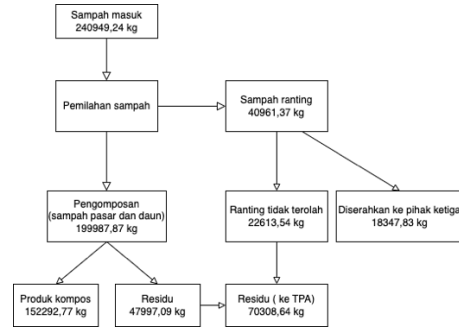 Sampah masuk
240949,24 kg
Pemilahan sampah
Sampah ranting
40961,37 kg
Pengomposan
(sampah pasar dan daun)
199987,87 kg
Ranting tidak terolah
22613,54 kg
Diserahkan ke pihak ketiga
18347,83 kg
Produk kompos
152292,77 kg
Residu
47997,09 kg
Residu ( ke TPA)
70308,64 kg